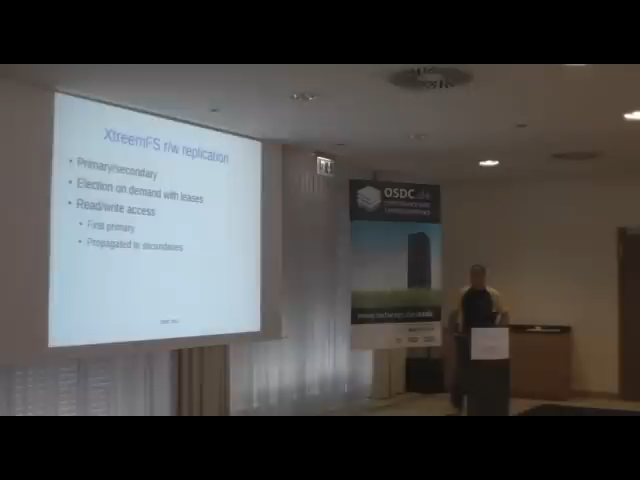 XtreemFS r/w replication
• Primary/secondary
• Election on demand with leases
• Read/write access
• First primary
• Propagated to secondaries
OSDC.de